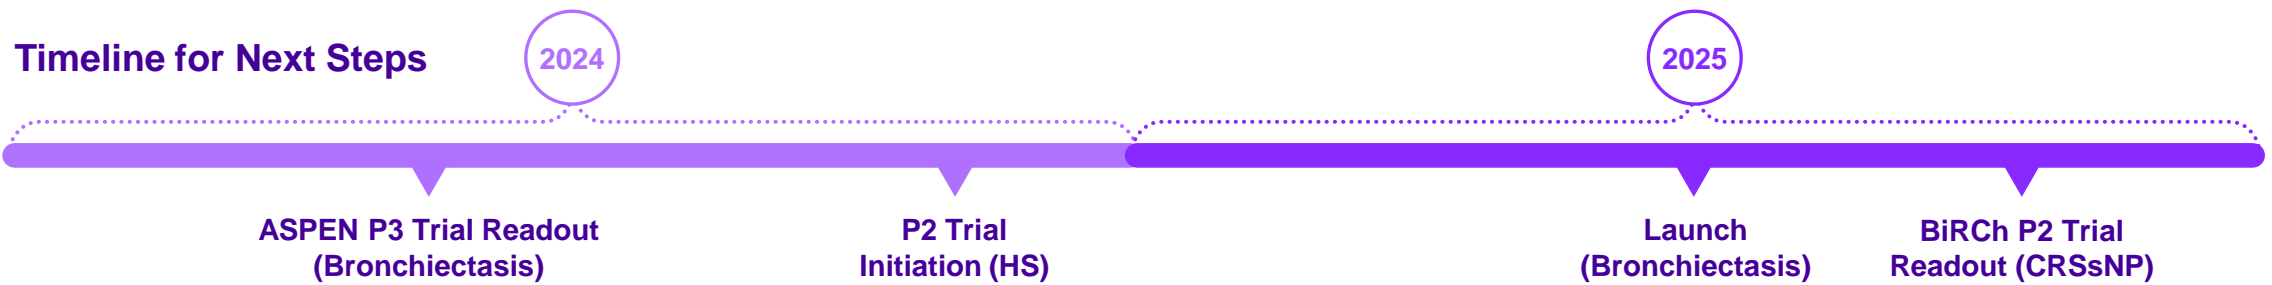 Timeline for Next Steps
2024
2025
ASPEN P3 Trial Readout
(Bronchiectasis)
P2 Trial
Initiation (HS)
Launch
(Bronchiectasis)
BiRCh P2 Trial
Readout (CRSsNP)